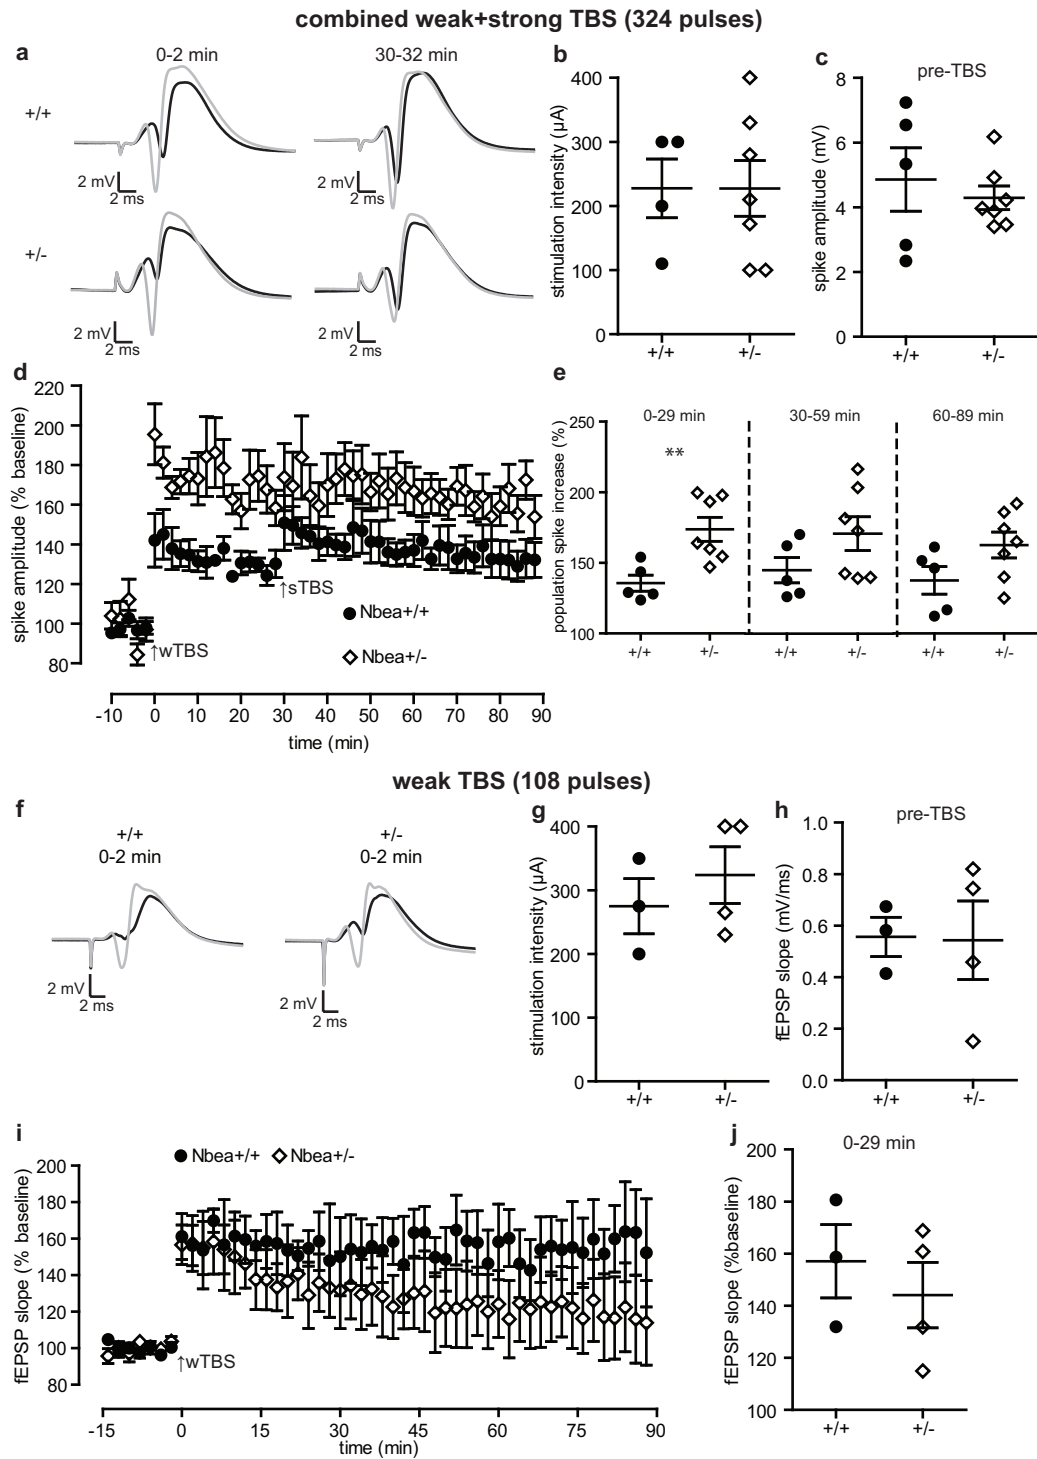 combined weak+strong TBS (324 pulses)
a
0-2 min
30-32 min
+/+
2 mV
2 ms
2 mV
2 ms
+/-
2 mV
2 ms
2 mV
2 ms
b
stimulation intensity (µA)
400
300
200
100
0
+/+
+/-
c
pre-TBS
spike amplitude (mV)
8
6
4
2
0
+/+
+/-
d
spike amplitude (% baseline)
220
200
180
160
140
120
100
80
↑wTBS
↑sTBS
Nbea+/+
Nbea+/-
-10
0
10
20
30
40
50
60
70
80
90
time (min)
e
population spike increase (%)
250
200
150
100
0-29 min
30-59 min
60-89 min
**
+/+
+/-
+/+
+/-
+/+
+/-
weak TBS (108 pulses)
f
+/+
0-2 min
+/-
0-2 min
2 mV
2 ms
2 mV
2 ms
g
stimulation intensity (µA)
400
300
200
100
0
+/+
+/-
h
pre-TBS
fEPSP slope (mV/ms)
1.0
0.8
0.6
0.4
0.2
0.0
+/+
+/-
i
Nbea+/+ Nbea+/-
fEPSP slope (% baseline)
200
180
160
140
120
100
80
↑wTBS
-15
0
15
30
45
60
75
90
time (min)
j
0-29 min
fEPSP slope (%baseline)
200
180
160
140
120
100
+/+
+/-